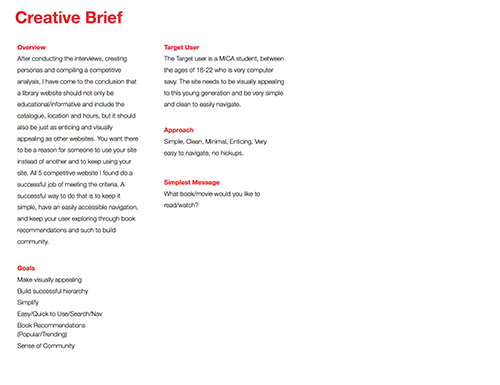 Creative Brief
Overview
After conducting the interviews, creating
personas and compiling a competitive
analysis, I have come to the conclusion that
a library website should not only be
educational/informative and include the
catalogue, location and hours, but it should
also be just as enticing and visually
appealing as other websites. You want there
to be a reason for someone to use your site
instead of another and to keep using your
site. All 5 competitive website I found do a
successful job of meeting the criteria. A
successful way to do that is to keep it
simple, have an easily accessible navigation,
and keep your user exploring through book
recommendations and such to build
community.
Goals
Make visually appealing
Build successful hierarchy
Simplify
Easy/Quick to Use/Search/Nav
Book Recommendations
(Popular/Trending)
Sense of Community
Target User
The Target user is a MICA student, between
the ages of 18-22 who is very computer
savy. The site needs to be visually appealing
to this young generation and be very simple
and clean to easily navigate.
Approach
Simple, Clean, Minimal, Enticing, Very
easy to navigate, no hickups.
Simplest Message
What book/movie would you like to
read/watch?